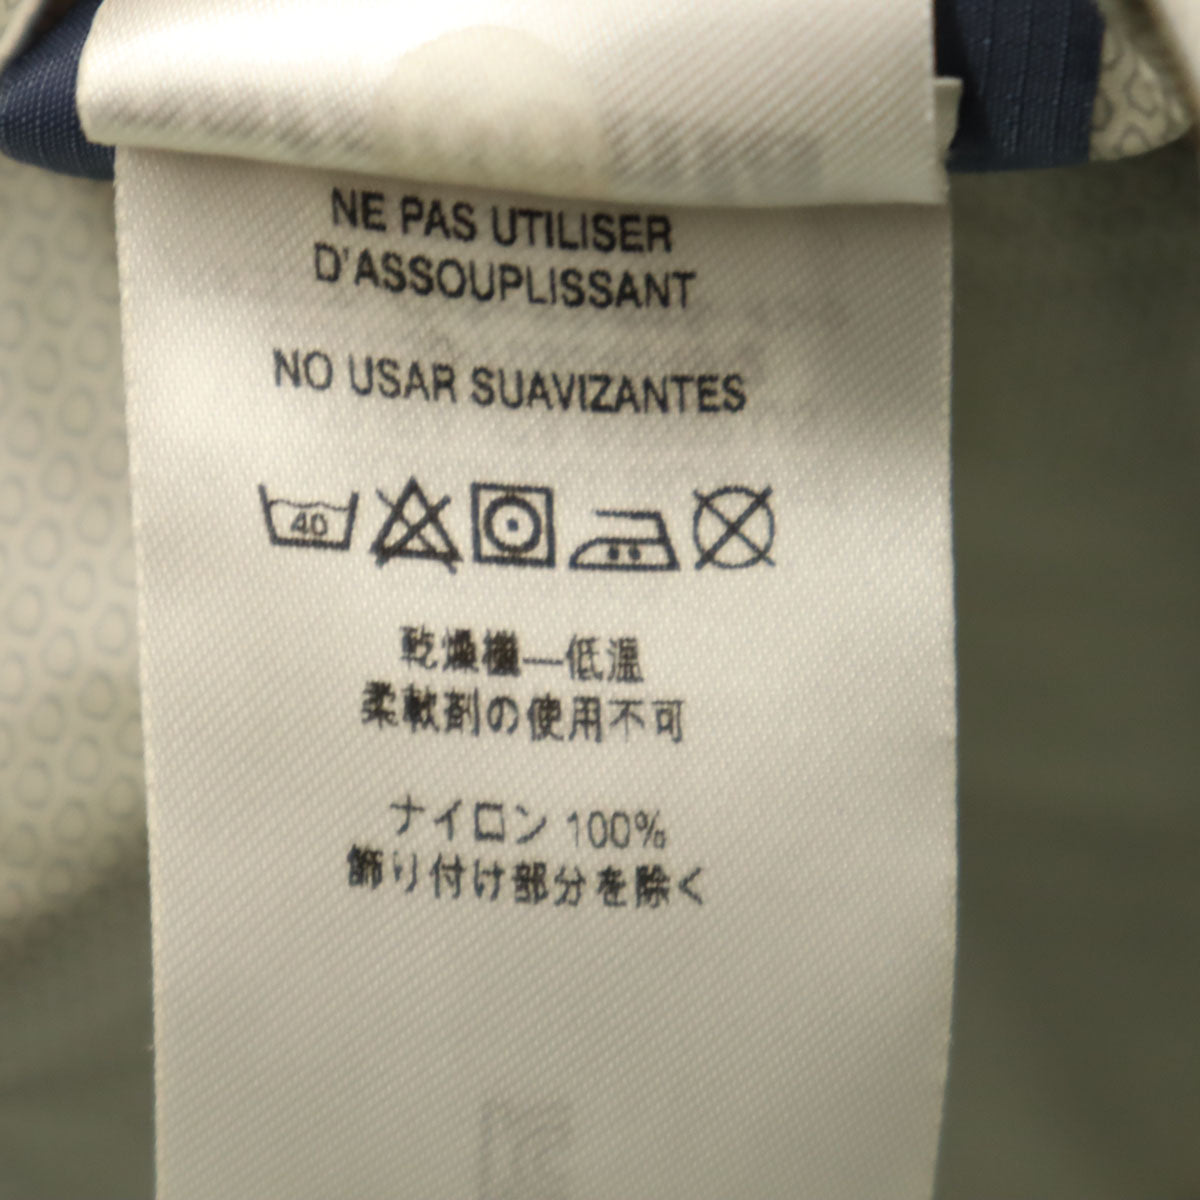 NE PAS UTILISER
D'ASSOUPLISSANT
NO USAR SUAVIZANTES
40
乾燥機—低温
柔軟剤の使用不可
ナイロン 100%
飾り付け部分を除く